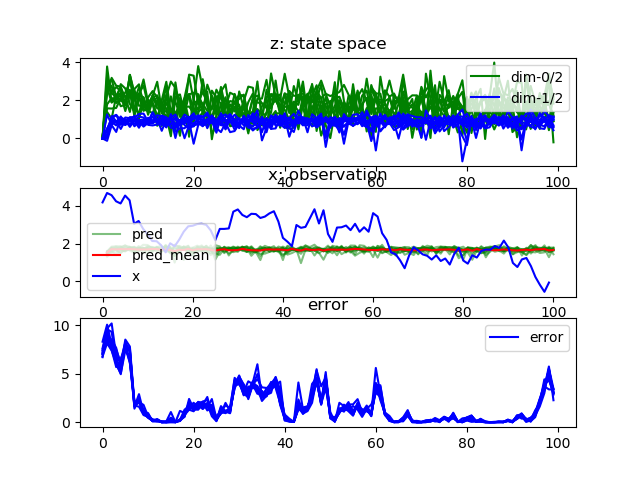 z: state space
4
2
0
dim-0/2
dim-1/2
0 20 40 60 80 100
x: observation
4
2
0
pred
pred_mean
x
0 20 40 60 80 100
error
10
5
0
error
0 20 40 60 80 100